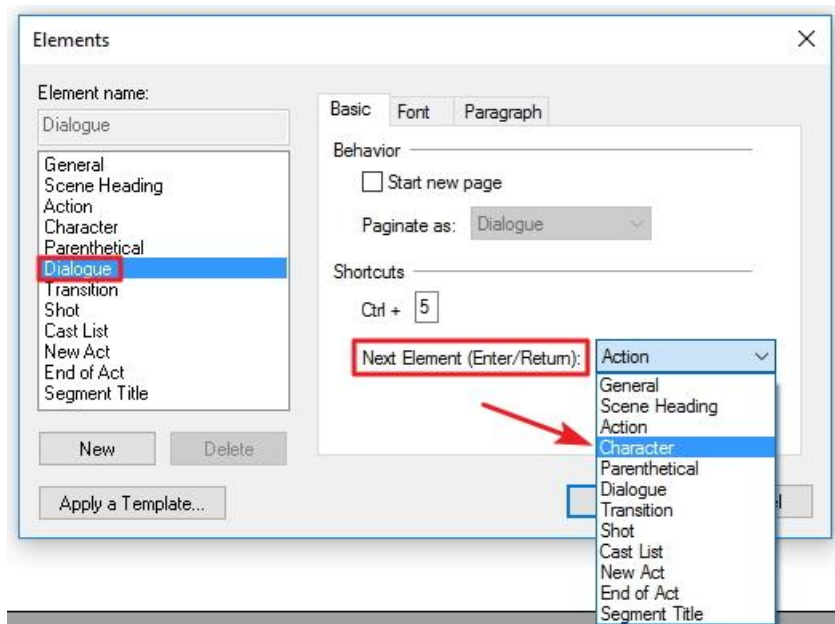 Elements
Element name:
Dialogue
General
Scene Heading
Action
Character
Parenthetical
Dialogue
Transition
Shot
Cast List
New Act
End of Act
Segment Title
New
Delete
Apply a Template...
Basic
Font
Paragraph
Behavior
Start new page
Paginate as: Dialogue
Shortcuts
Ctrl + 5
Next Element (Enter/Return): Action
General
Scene Heading
Action
Character
Parenthetical
Dialogue
Transition
Shot
Cast List
New Act
End of Act
Segment Title